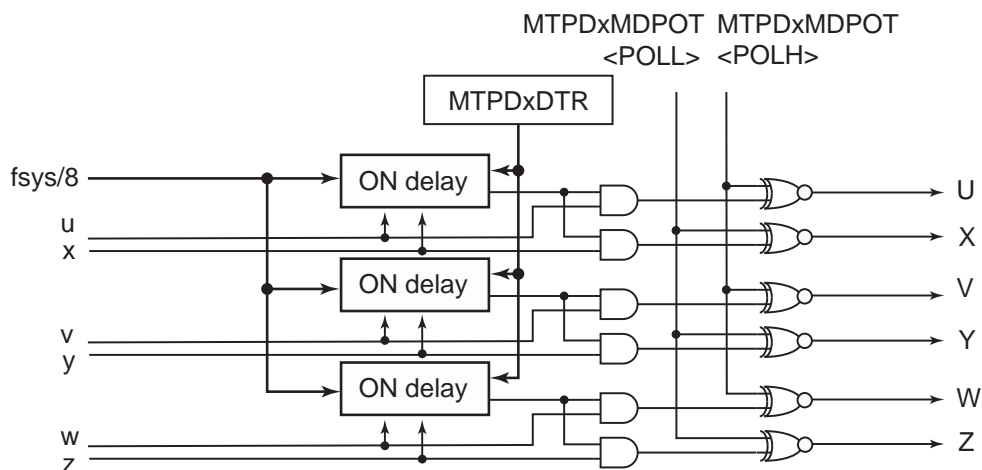 MTPDxMDPOT MTPDxMDPOT
<POLL> <POLH>
MTPDxDTR
fsys/8
ON delay
U
u
x
X
ON delay
V
v
y
Y
ON delay
W
w
z
Z